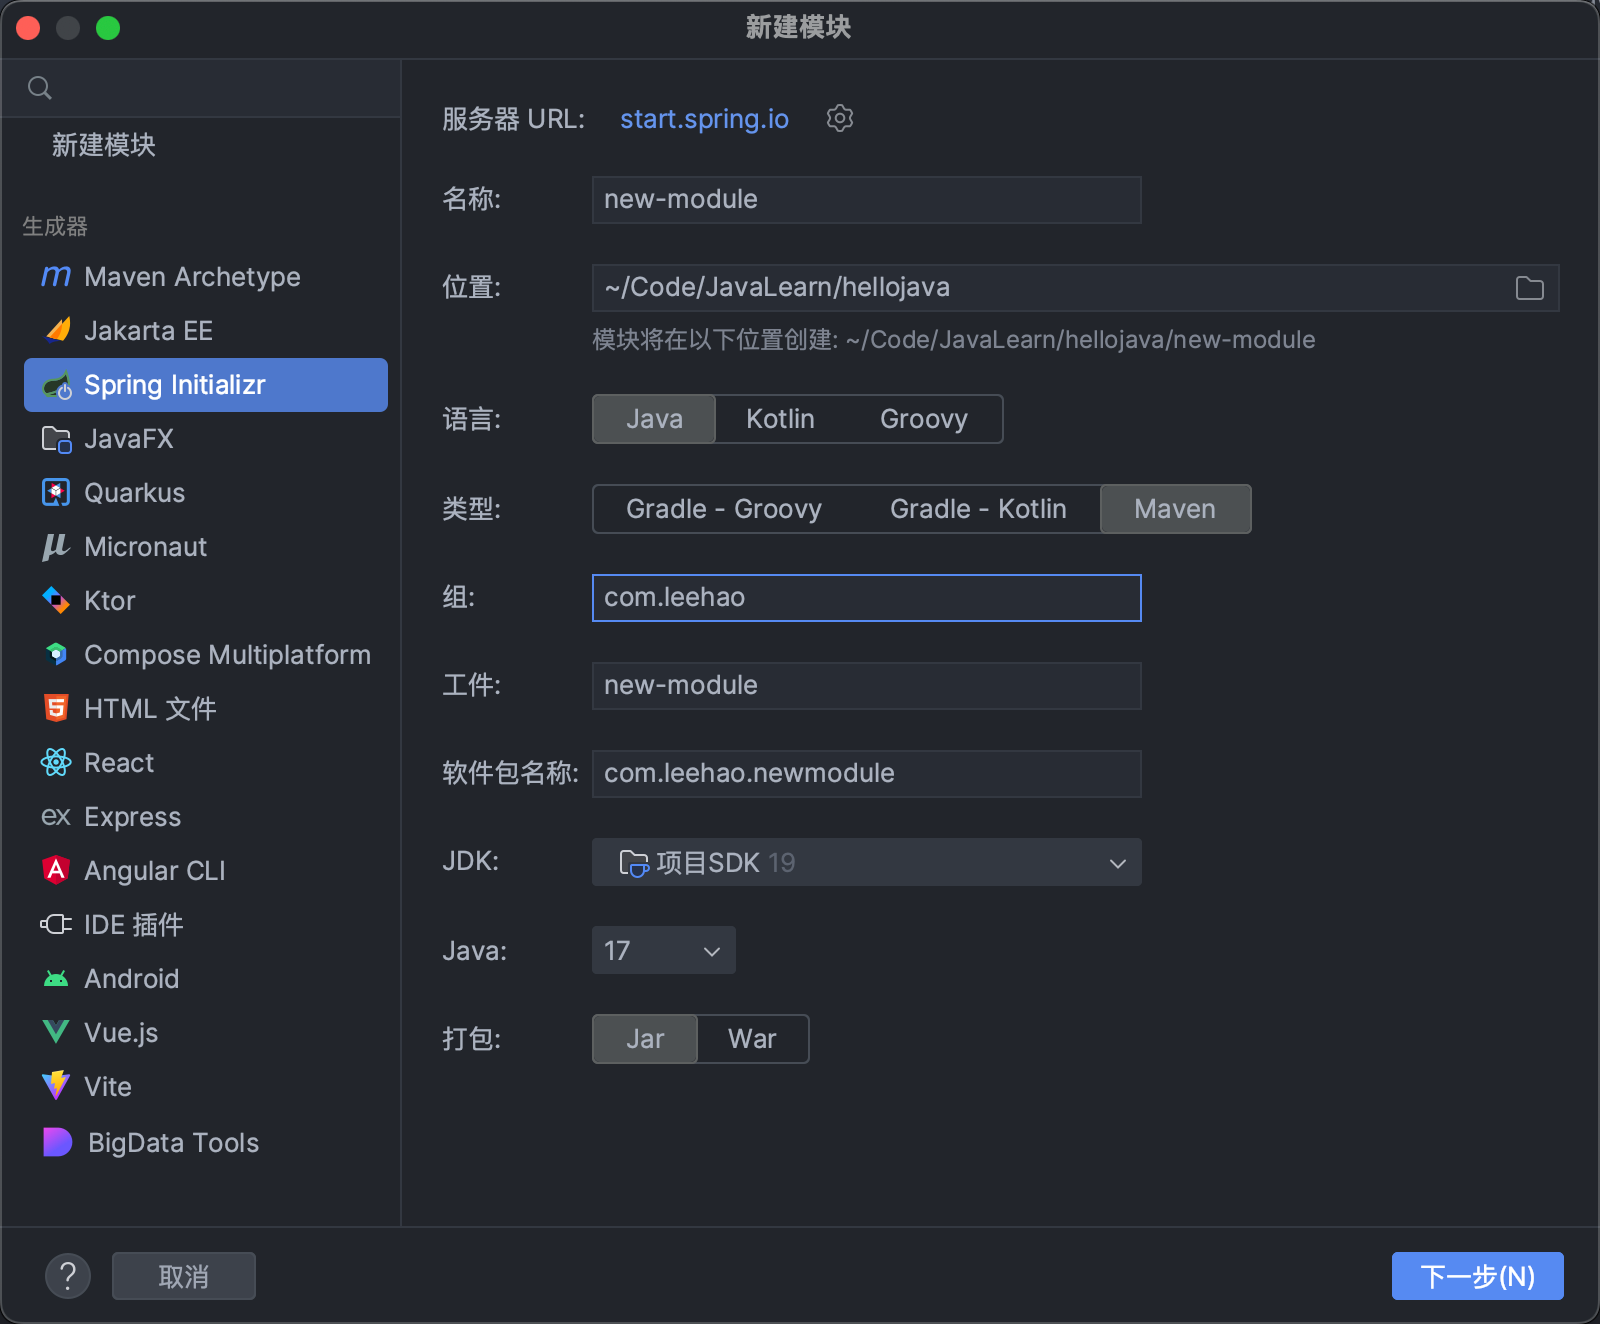 新建模块
新建模块
生成器
Maven Archetype
Jakarta EE
Spring Initializr
JavaFX
Quarkus
Micronaut
Ktor
Compose Multiplatform
HTML 文件
React
ex Express
Angular CLI
IDE 插件
Android
Vue.js
Vite
BigData Tools
服务器 URL: start.spring.io
名称: new-module
位置: ~/Code/JavaLearn/hellojava
模块将在以下位置创建: ~/Code/JavaLearn/hellojava/new-module
语言: Java Kotlin Groovy
类型: Gradle - Groovy Gradle - Kotlin Maven
组: com.leehao
工件: new-module
软件包名称: com.leehao.newmodule
JDK: 项目SDK 19
Java: 17
打包: Jar War
? 取消 下一步(N)